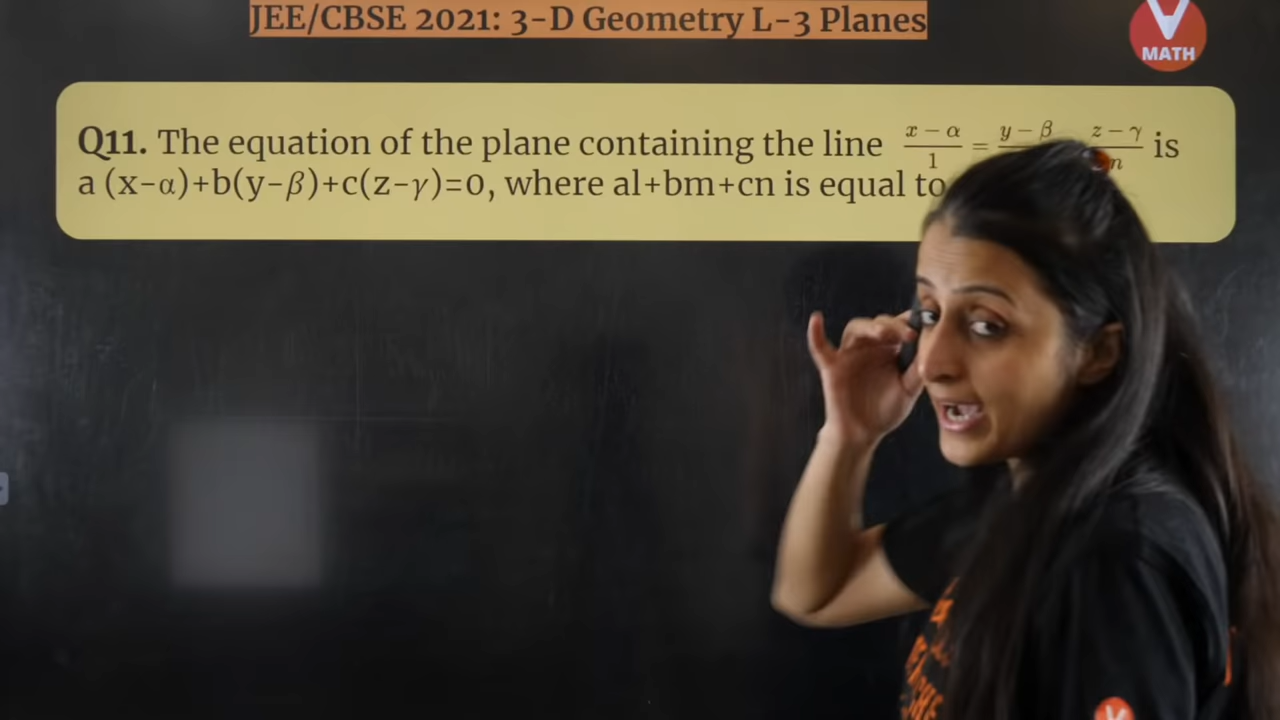 JEE/CBSE 2021: 3-D Geometry L-3 Planes
V
MATH
Q11. The equation of the plane containing the line (x – α)/1 = (y – β)/ (z – γ)/n is
a (x-α)+b(y-β)+c(z-γ)=0, where al+bm+cn is equal to